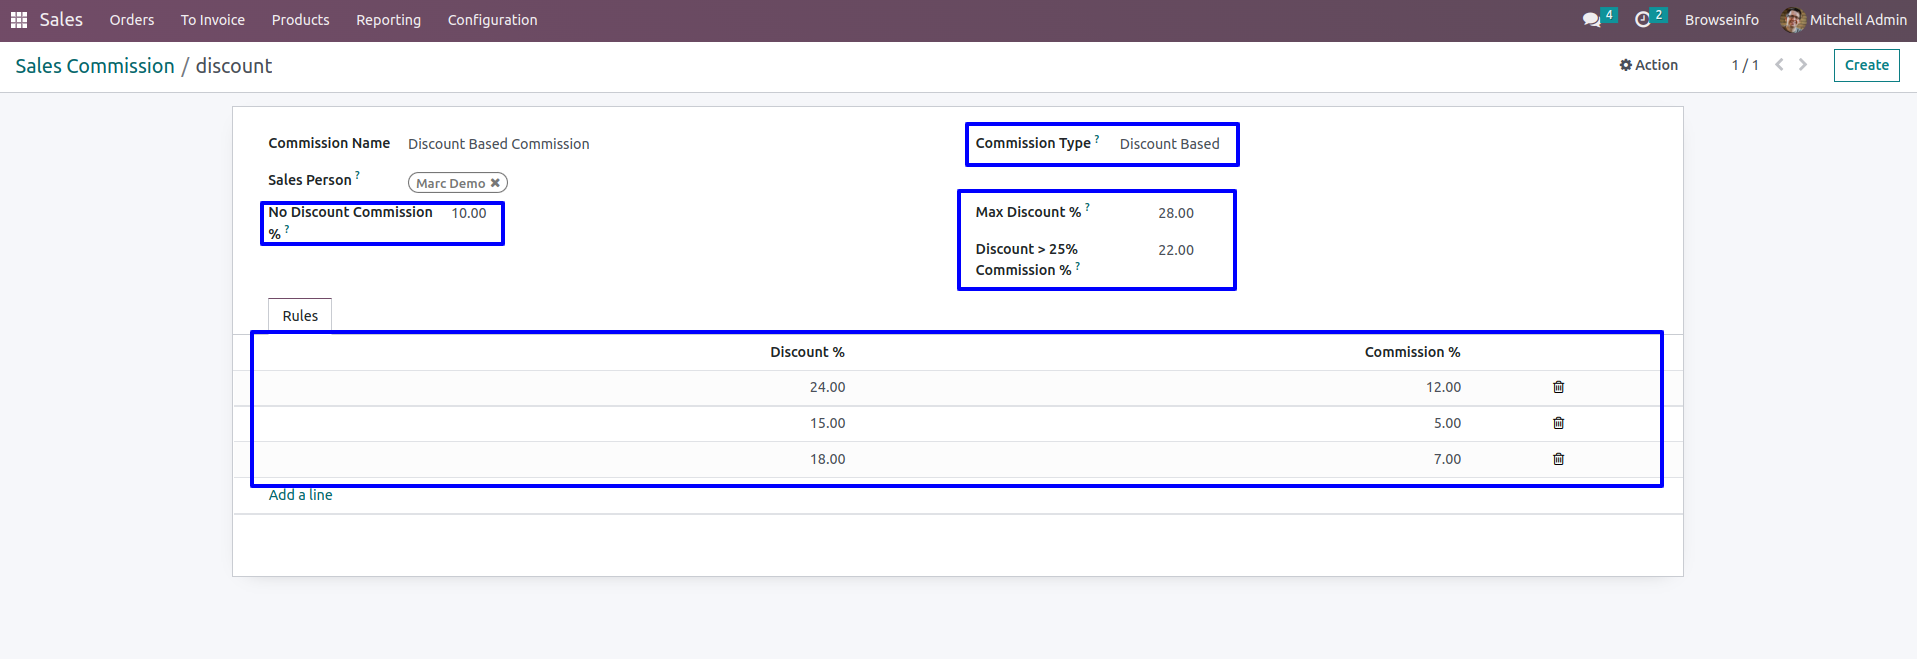 Sales Orders To Invoice Products Reporting Configuration 4 2 Browseinfo Mitchell Admin
Sales Commission / discount Action 1 / 1 Create
Commission Name Discount Based Commission Commission Type ? Discount Based
Sales Person ? Marc Demo ✖
No Discount Commission 10.00 Max Discount % ? 28.00
% ?
Discount > 25% 22.00
Commission % ?
Rules
Discount % Commission %
24.00 12.00
15.00 5.00
18.00 7.00
Add a line